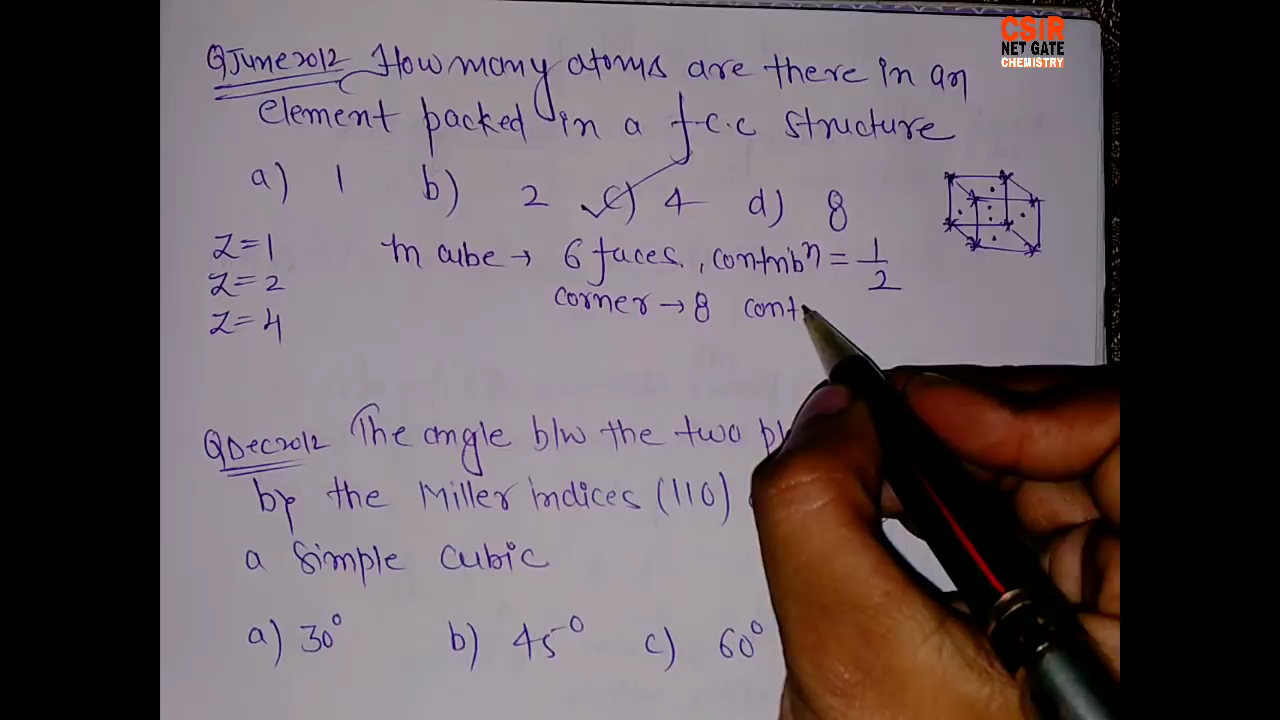 CSIR
NET GATE
CHEMISTRY
Q June 2012 How many atoms are there in an
element packed in a f.c.c structure
a) 1 b) 2 c) 4 d) 8
Z=1 In cube → 6 faces, contribⁿ = 1/2
Z=2 corner → 8 cont
Z=4
Q Dec 2012 The angle b/w the two
by the Miller Indices (110)
a simple cubic
a) 30° b) 45° c) 60°